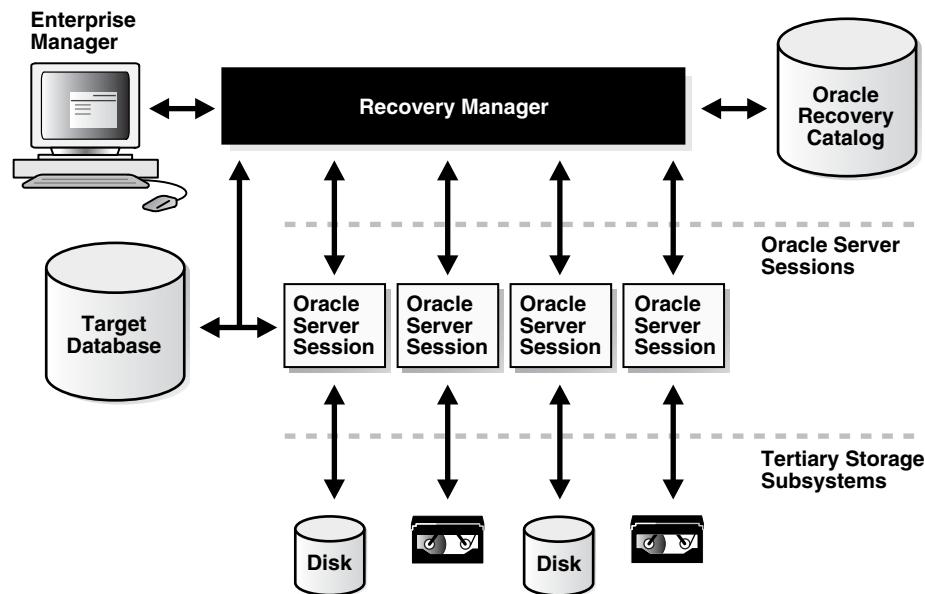 Enterprise
Manager
Recovery Manager
Oracle
Recovery
Catalog
Oracle Server
Sessions
Target
Database
Oracle
Server
Session
Oracle
Server
Session
Oracle
Server
Session
Oracle
Server
Session
Tertiary Storage
Subsystems
Disk
Disk